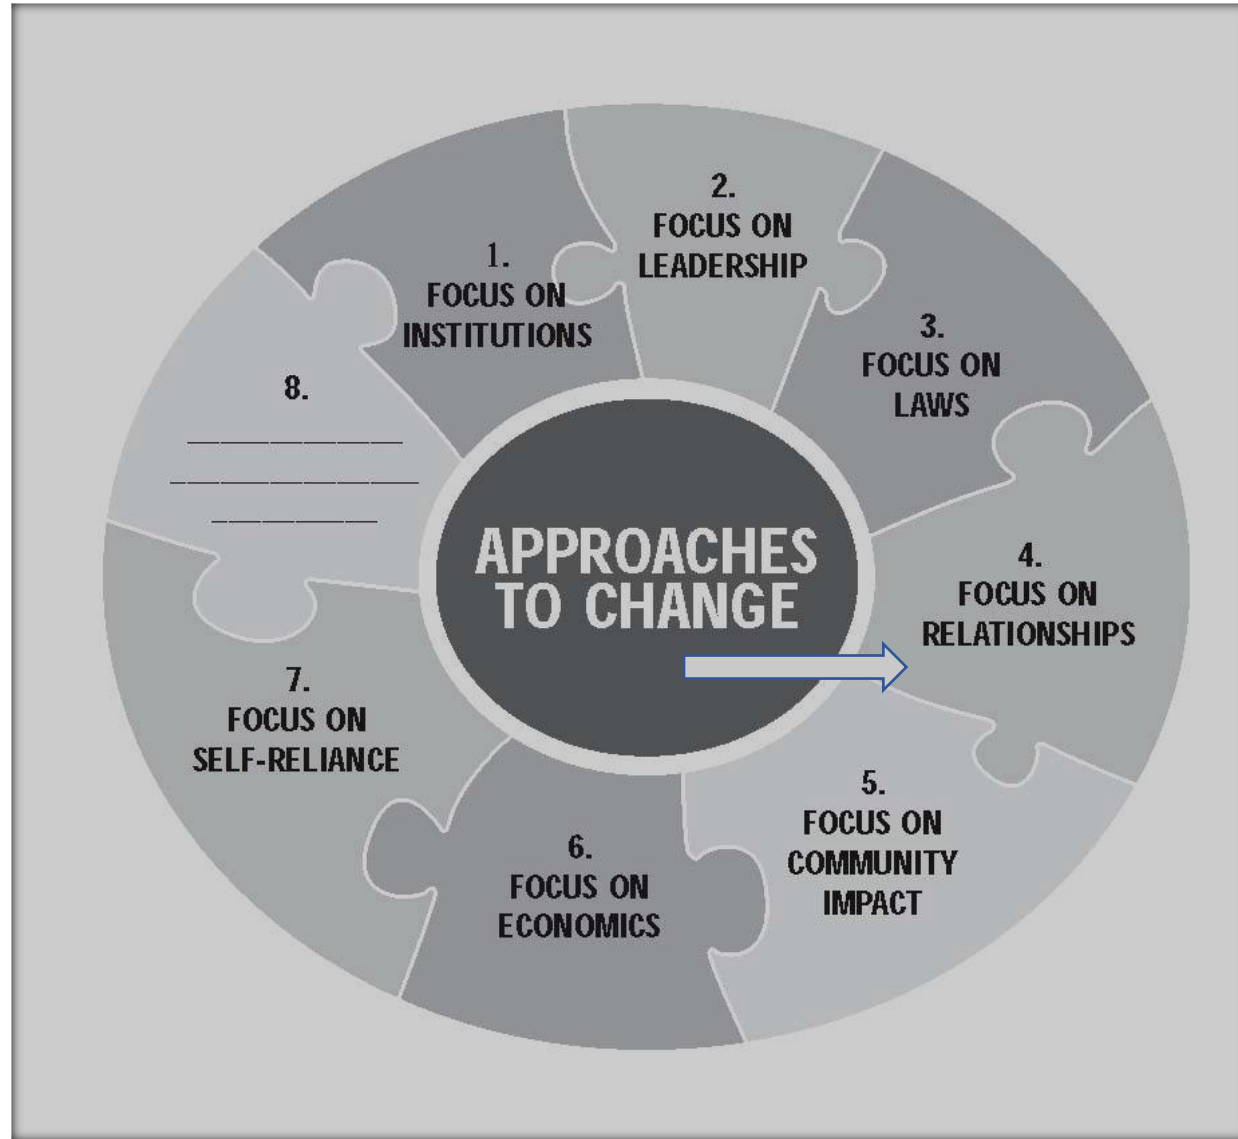 APPROACHES
TO CHANGE
1.
FOCUS ON
INSTITUTIONS
2.
FOCUS ON
LEADERSHIP
3.
FOCUS ON
LAWS
4.
FOCUS ON
RELATIONSHIPS
5.
FOCUS ON
COMMUNITY
IMPACT
6.
FOCUS ON
ECONOMICS
7.
FOCUS ON
SELF-RELIANCE
8.